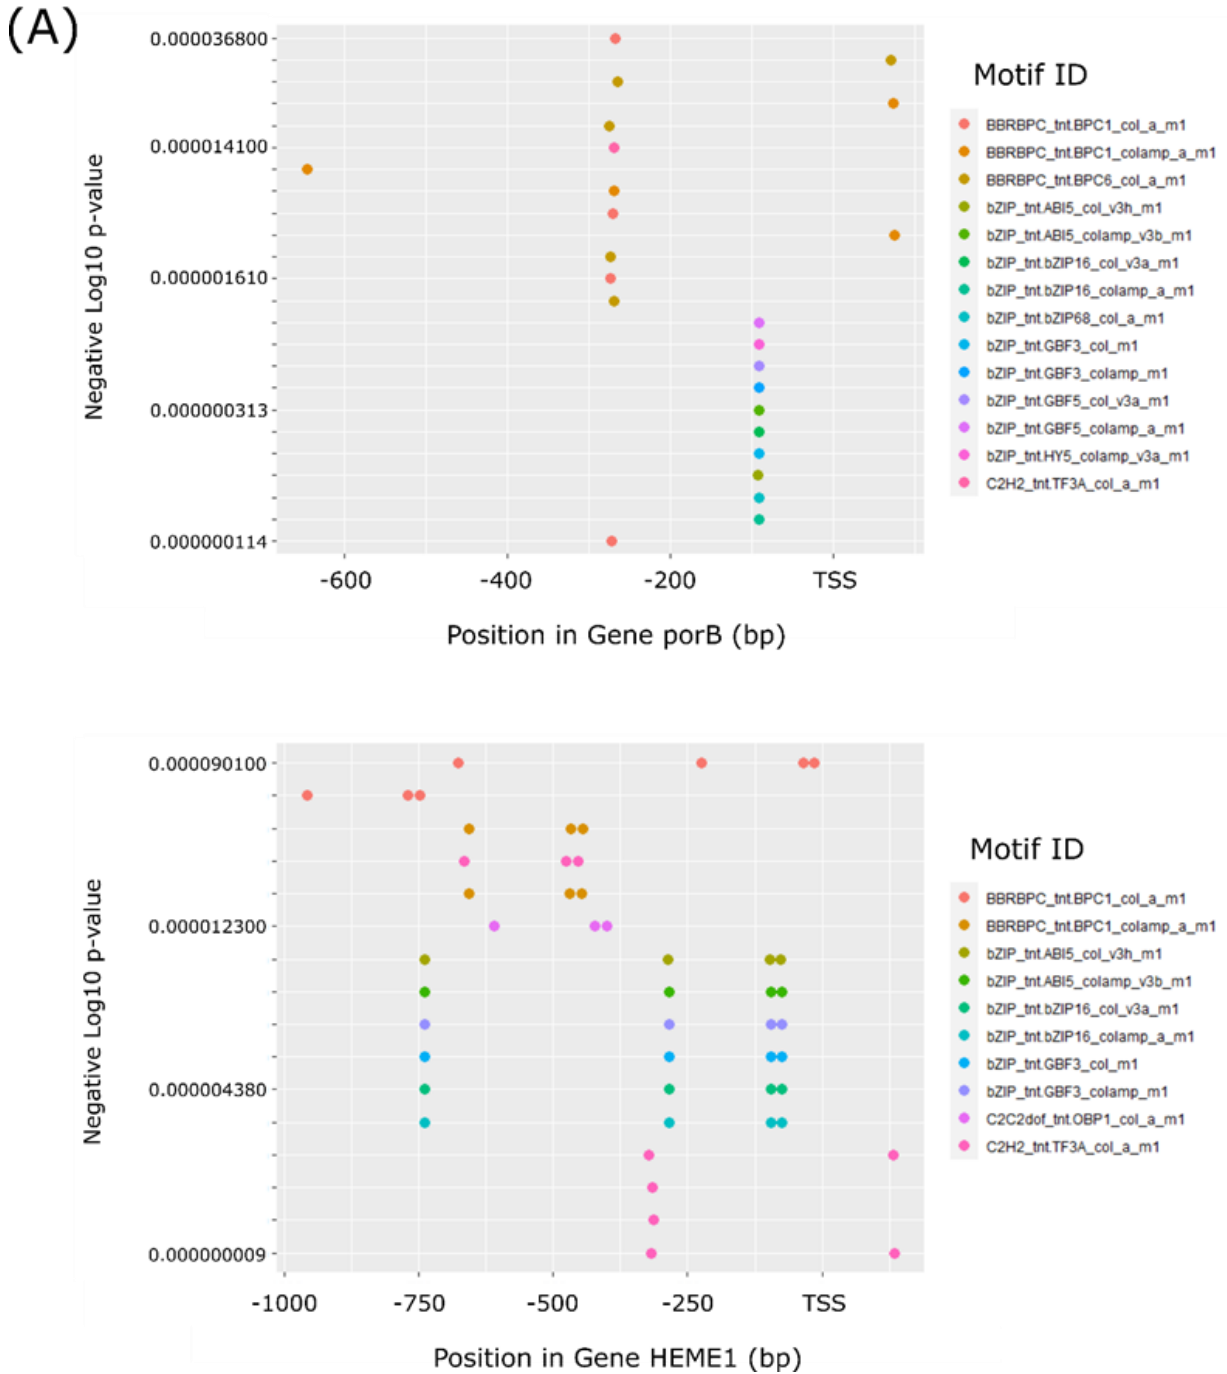 (A)
0.000036800
0.000014100
0.000001610
0.000000313
0.000000114
Negative Log10 p-value
-600 -400 -200 TSS
Position in Gene porB (bp)
Motif ID
BBRBPC_tnt.BPC1_col_a_m1
BBRBPC_tnt.BPC1_colamp_a_m1
BBRBPC_tnt.BPC6_col_a_m1
bZIP_tnt.ABI5_col_v3h_m1
bZIP_tnt.ABI5_colamp_v3b_m1
bZIP_tnt.bZIP16_col_v3a_m1
bZIP_tnt.bZIP16_colamp_a_m1
bZIP_tnt.bZIP68_col_a_m1
bZIP_tnt.GBF3_col_m1
bZIP_tnt.GBF3_colamp_m1
bZIP_tnt.GBF5_col_v3a_m1
bZIP_tnt.GBF5_colamp_a_m1
bZIP_tnt.HY5_colamp_v3a_m1
C2H2_tnt.TF3A_col_a_m1
0.000090100
0.000012300
0.000004380
0.000000009
Negative Log10 p-value
-1000 -750 -500 -250 TSS
Position in Gene HEME1 (bp)
Motif ID
BBRBPC_tnt.BPC1_col_a_m1
BBRBPC_tnt.BPC1_colamp_a_m1
bZIP_tnt.ABI5_col_v3h_m1
bZIP_tnt.ABI5_colamp_v3b_m1
bZIP_tnt.bZIP16_col_v3a_m1
bZIP_tnt.bZIP16_colamp_a_m1
bZIP_tnt.GBF3_col_m1
bZIP_tnt.GBF3_colamp_m1
C2C2dof_tnt.OBP1_col_a_m1
C2H2_tnt.TF3A_col_a_m1